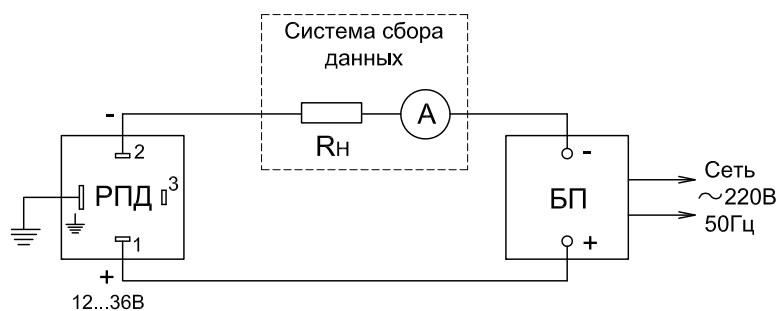 Система сбора
данных
A
Rн
-
2
РПД
3
1
+
12...36В
-
БП
+
Сеть
~220В
50Гц